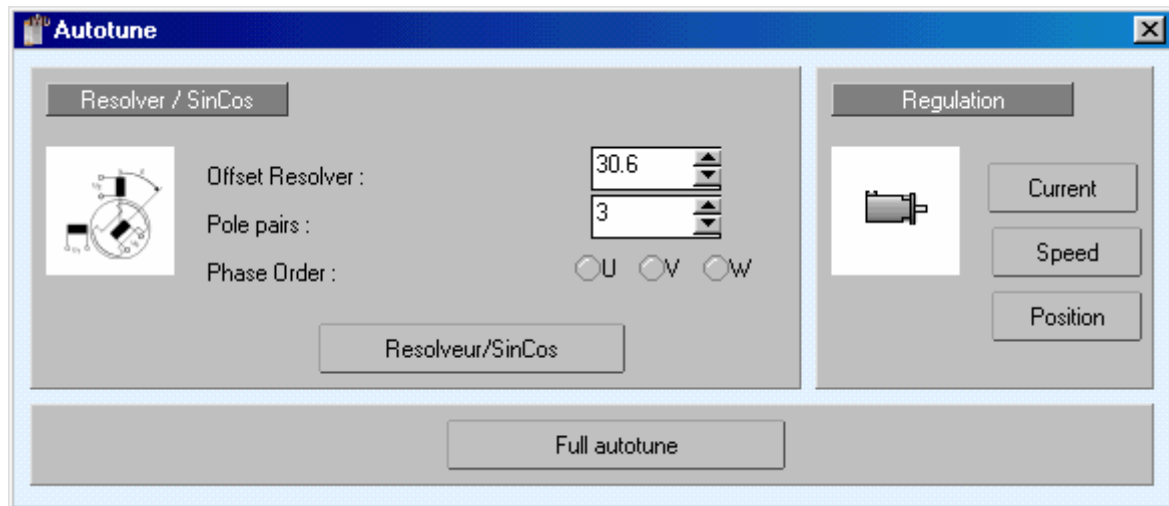 Autotune
Resolver / SinCos
Offset Resolver :
30.6
Pole pairs :
3
Phase Order :
U V W
Resolveur/SinCos
Regulation
Current
Speed
Position
Full autotune